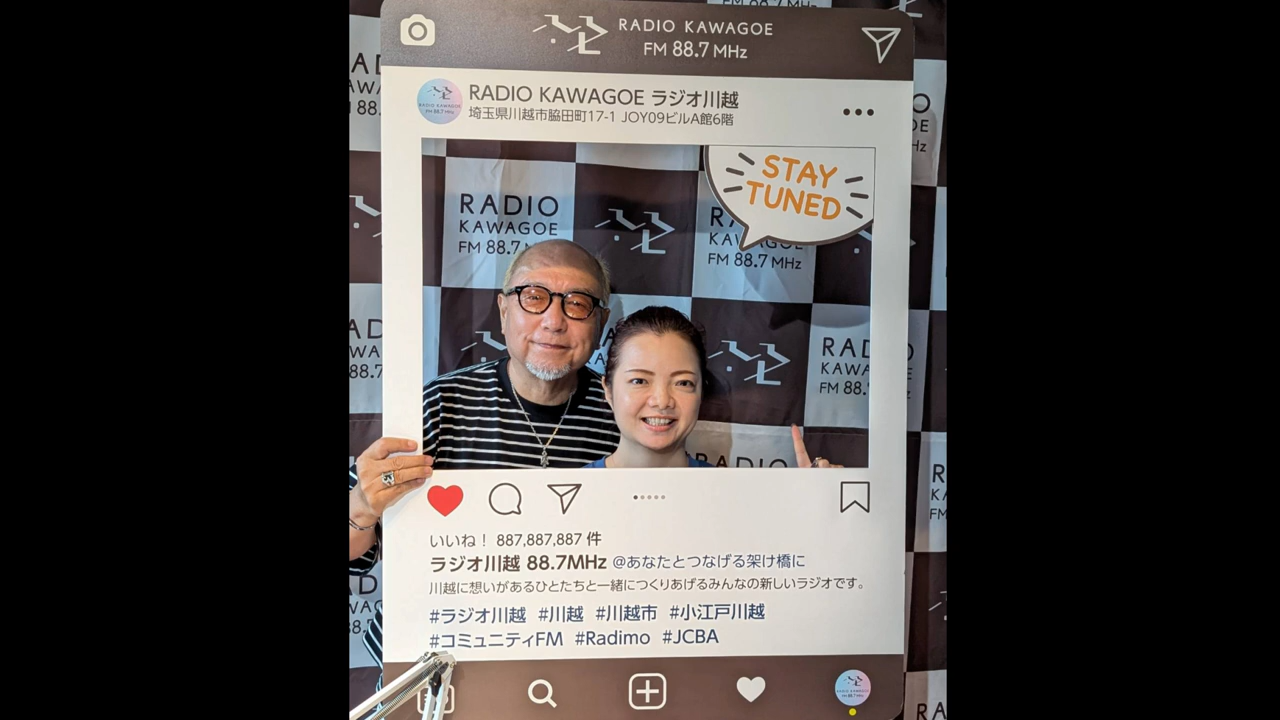 RADIO KAWAGOE
FM 88.7 MHz
RADIO KAWAGOE ラジオ川越
埼玉県川越市脇田町17-1 JOY09ビルA館6階
STAY
TUNED
RADIO
KAWAGOE
FM 88.7
FM 88.7 MHz
RADIO
いいね！ 887,887,887 件
ラジオ川越 88.7MHz @あなたとつなげる架け橋に
川越に想いがあるひとたちと一緒につくりあげるみんなの新しいラジオです。
#ラジオ川越 #川越 #川越市 #小江戸川越
#コミュニティFM #Radimo #JCBA
RADIO KAWAGOE
FM 88.7 MHz